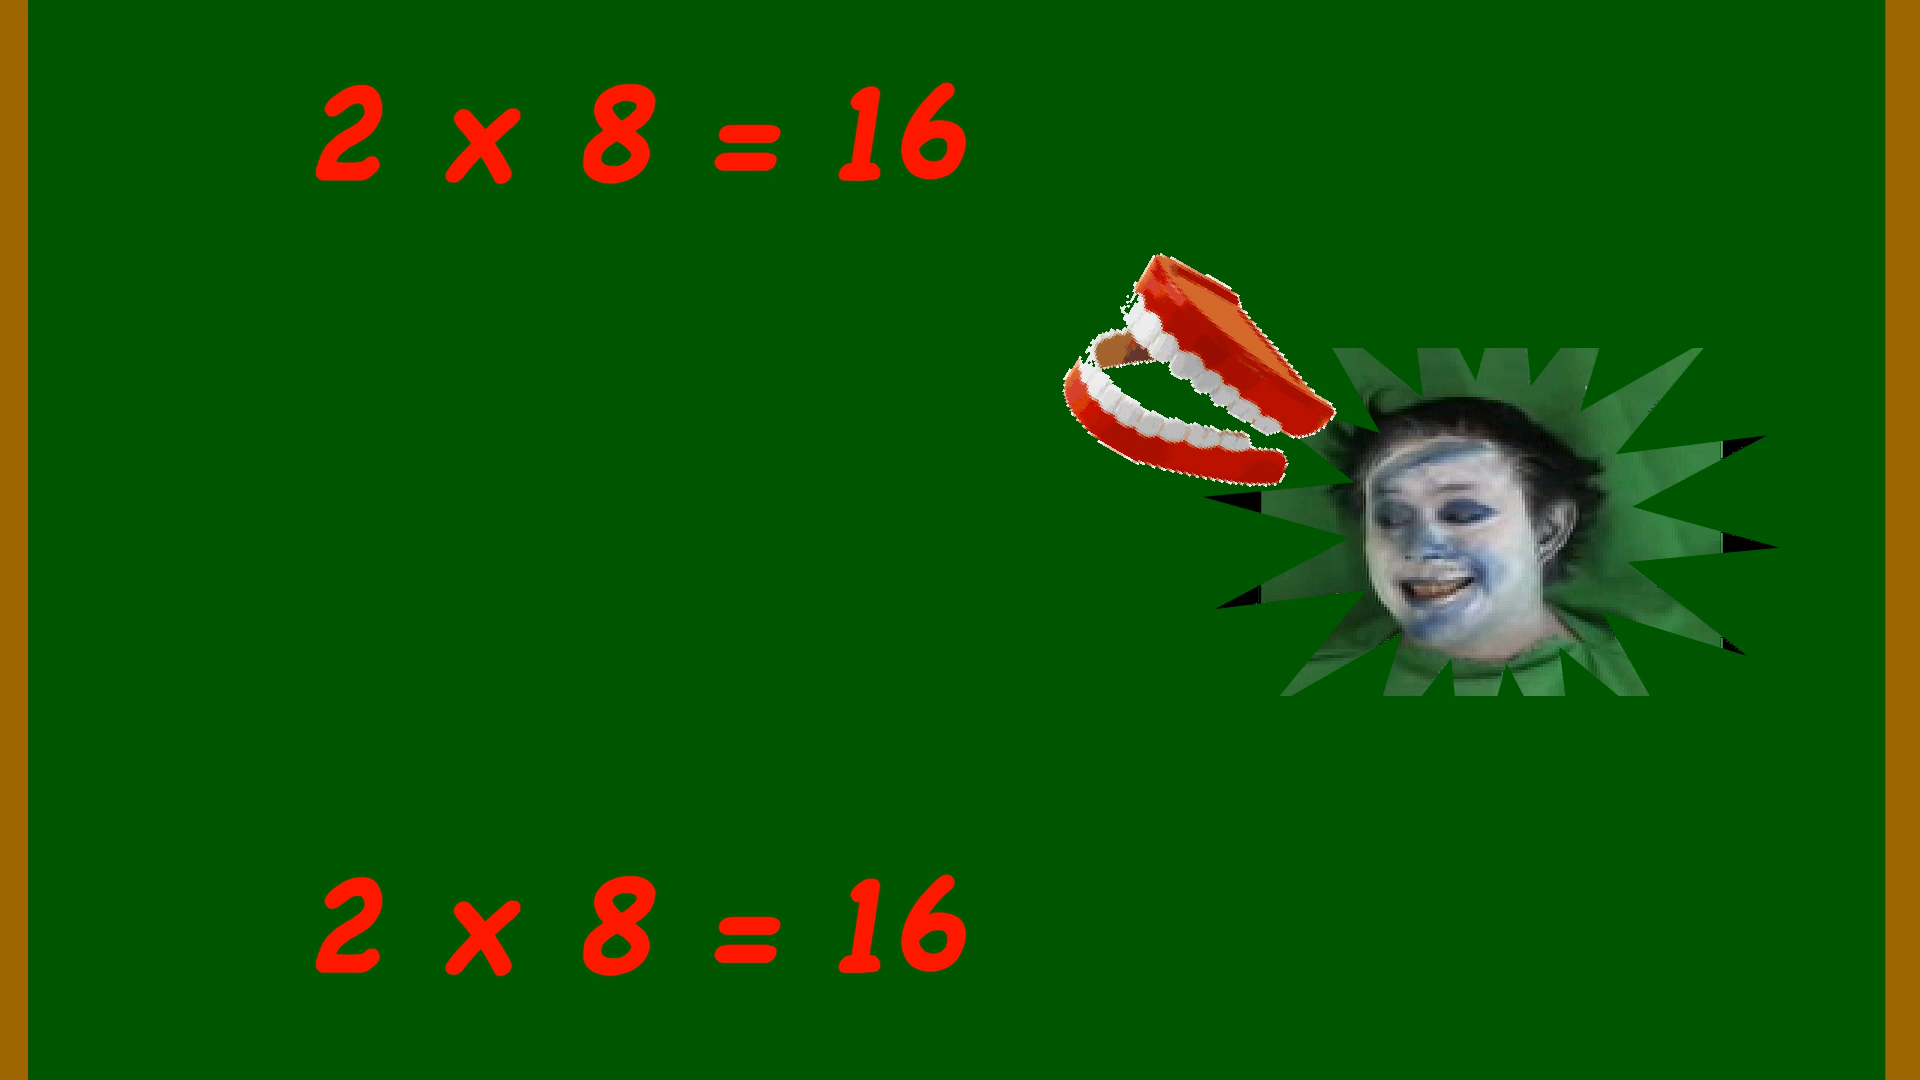 2 x 8 = 16
2 x 8 = 16